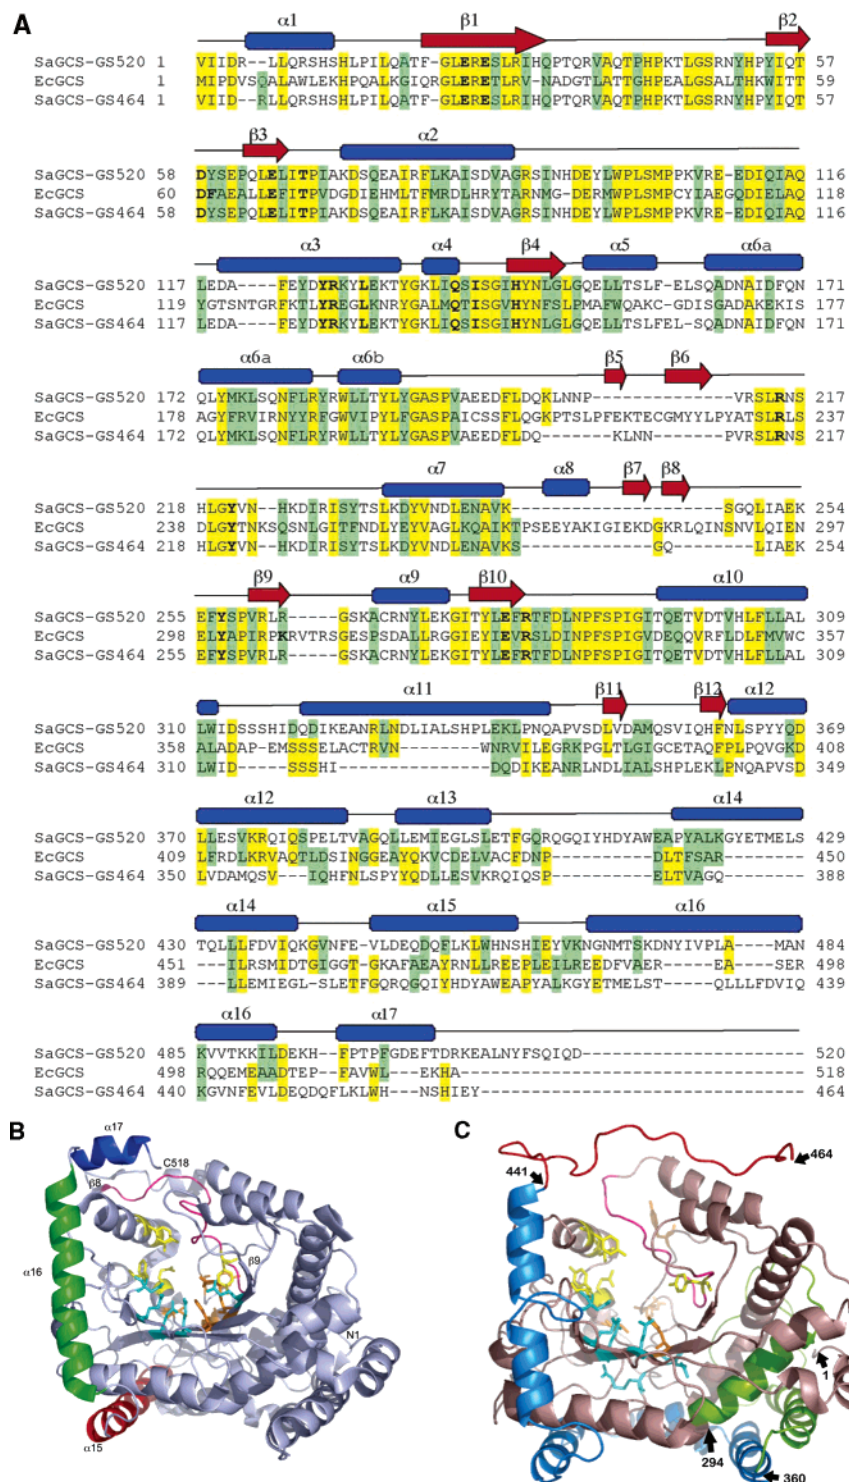 A
α1 β1 β2
SaGCS-GS520 1 VIIDR--LLQRSHSHLPILQATF-GLERESLRIHQPTQRVAQTPHPKTLGSRNYHPYIQT 57
EcGCS 1 MIPDVSQALAWLEKHPQALKGIQRGLERETLRV-NADGTLATTGHPEALGSALTHKWITT 59
SaGCS-GS464 1 VIID--RLLQRSHSHLPILQATF-GLERESLRIHQPTQRVAQTPHPKTLGSRNYHPYIQT 57
β3 α2
SaGCS-GS520 58 DYSEPQLELITPIAKDSQEAIRFLKAISDVAGRSINHDEYLWPLSMPPKVRE-EDIQIAQ 116
EcGCS 60 DFAEALLEFITPVDGDIEHMLTFMRDLHRYTARNMG-DERMWPLSMPCYIAEGQDIELAQ 118
SaGCS-GS464 58 DYSEPQLELITPIAKDSQEAIRFLKAISDVAGRSINHDEYLWPLSMPPKVRE-EDIQIAQ 116
α3 α4 β4 α5 α6a
SaGCS-GS520 117 LEDA----FEYDYRKYLEKTYGKLIQSISGIHYNLGLGQELLTSLF-ELSQADNAIDFQN 171
EcGCS 119 YGTSNTGRFKTLYREGLKNRYGALMQTISGVHYNFSLPMAFWQAKC-GDISGADAKEKIS 177
SaGCS-GS464 117 LEDA----FEYDYRKYLEKTYGKLIQSISGIHYNLGLGQELLTSLFEL-SQADNAIDFQN 171
α6a α6b β5 β6
SaGCS-GS520 172 QLYMKLSQNFLRYRWLLTYLYGASPVAEEDFLDQKLNNP--------------VRSLRNS 217
EcGCS 178 AGYFRVIRNYYRFGWVIPYLFGASPAICSSFLQGKPTSLPFEKTECGMYYLPYATSLRLS 237
SaGCS-GS464 172 QLYMKLSQNFLRYRWLLTYLYGASPVAEEDFLDQ-------KLNN-------PVRSLRNS 217
α7 α8 β7 β8
SaGCS-GS520 218 HLGYVN--HKDIRISYTSLKDYVNDLENAVK---------------------SGQLIAEK 254
EcGCS 238 DLGYTNKSQSNLGITFNDLYEYVAGLKQAIKTPSEEYAKIGIEKDGKRLQINSNVLQIEN 297
SaGCS-GS464 218 HLGYVN--HKDIRISYTSLKDYVNDLENAVKS--------------GQ-------LIAEK 254
β9 α9 β10 α10
SaGCS-GS520 255 EFYSPVRLR-----GSKACRNYLEKGITYLEFRTFDLNPFSPIGITQETVDTVHLFLLAL 309
EcGCS 298 ELYAPIRPKRVTRSGESPSDALLRGGIEYIEVRSLDINPFSPIGVDEQQVRFLDLFMVWC 357
SaGCS-GS464 255 EFYSPVRLR-----GSKACRNYLEKGITYLEFRTFDLNPFSPIGITQETVDTVHLFLLAL 309
α11 β11 β12 α12
SaGCS-GS520 310 LWIDSSSHIDQDIKEANRLNDLIALSHPLEKLPNQAPVSDLVDAMQSVIQHFNLSPYYQD 369
EcGCS 358 ALADAPEMSSSELACTRVN----------WNRVILEGRKPGLTLGIGCETAQFPLPQVGKD 408
SaGCS-GS464 310 LWID-----SSSHI---------------DQDIKEANRLNDLIALSHPLEKLPNQAPVSD 349
α12 α13 α14
SaGCS-GS520 370 LLESVKRQIQSPELTVAGQLLEMIEGLSLETFGQRQGQIYHDYAWEAPYALKGYETMELS 429
EcGCS 409 LFRDLKRVAQTLDSINGGEAYQKVCDELVACFDNP----------DLTFSAR-------- 450
SaGCS-GS464 350 LVDAMQSV---IQHFNLSPYYQDLLESVKRQIQSP----------ELTVAGQ-------- 388
α14 α15 α16
SaGCS-GS520 430 TQLLLFDVIQKGVNFE-VLDEQDQFLKLWHNSHIEYVKNGNMTSKDNYIVPLA----MAN 484
EcGCS 451 ---ILRSMIDTGIGGT-GKAFAEAYRNLLREEPLEILREEDFVAER-----EA---SER 498
SaGCS-GS464 389 ---LLEMIEGL-SLETFGQRQGQIYHDYAWEAPYALKGYETMELST---QLLLFDVIQ 439
α16 α17
SaGCS-GS520 485 KVVTKKILDEKH--FPTPFGDEFTDRKEALNYFSQIQD---------------------- 520
EcGCS 498 RQQEMEAADTEP--FAVWL--EKHA----------------------------------- 518
SaGCS-GS464 440 KGVNFEVLDEQDQFLKLWH--NSHIEY--------------------------------- 464
B
α17
C518
β8
β9
α16
N1
α15
C
441
464
1
294
360